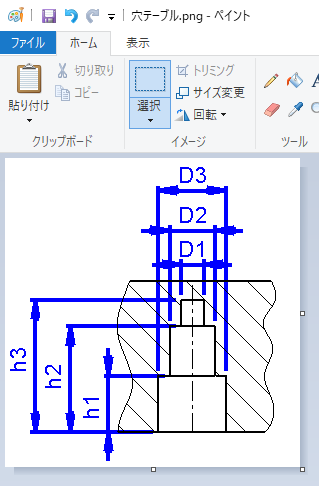 穴テーブル.png - ペイント
ファイル ホーム 表示
貼り付け
切り取り
コピー
クリップボード
選択
トリミング
サイズ変更
回転
イメージ
A
ツール
D3
D2
D1
h3
h2
h1